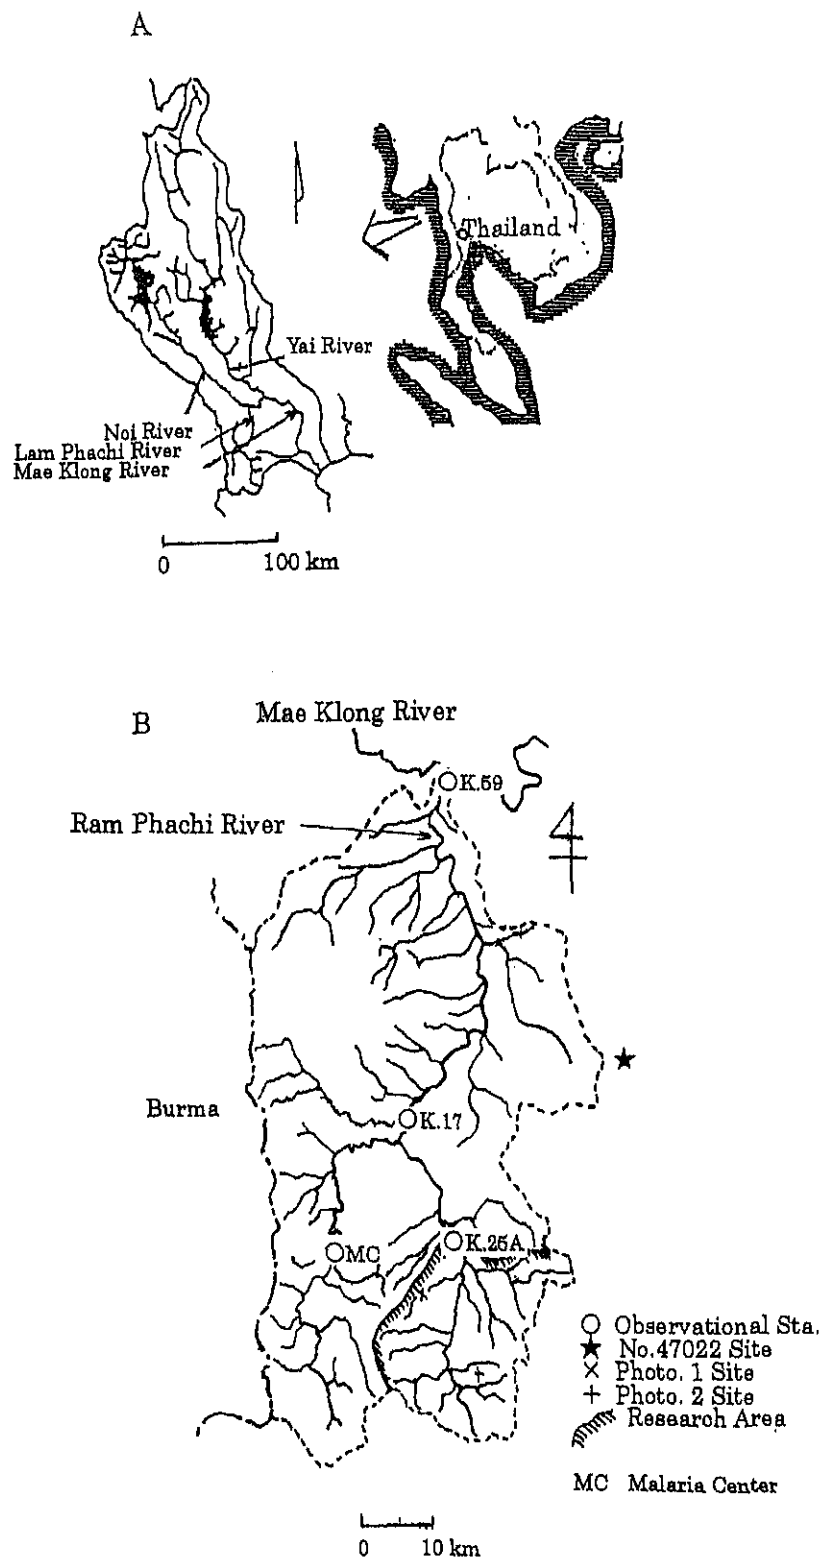 A
Thailand
Yai River
Noi River
Lam Phachi River
Mae Klong River
0 100 km
B
Mae Klong River
K.59
Ram Phachi River
Burma
K.17
K.25A
MC
Observational Sta.
No.47022 Site
Photo. 1 Site
Photo. 2 Site
Research Area
MC Malaria Center
0 10 km